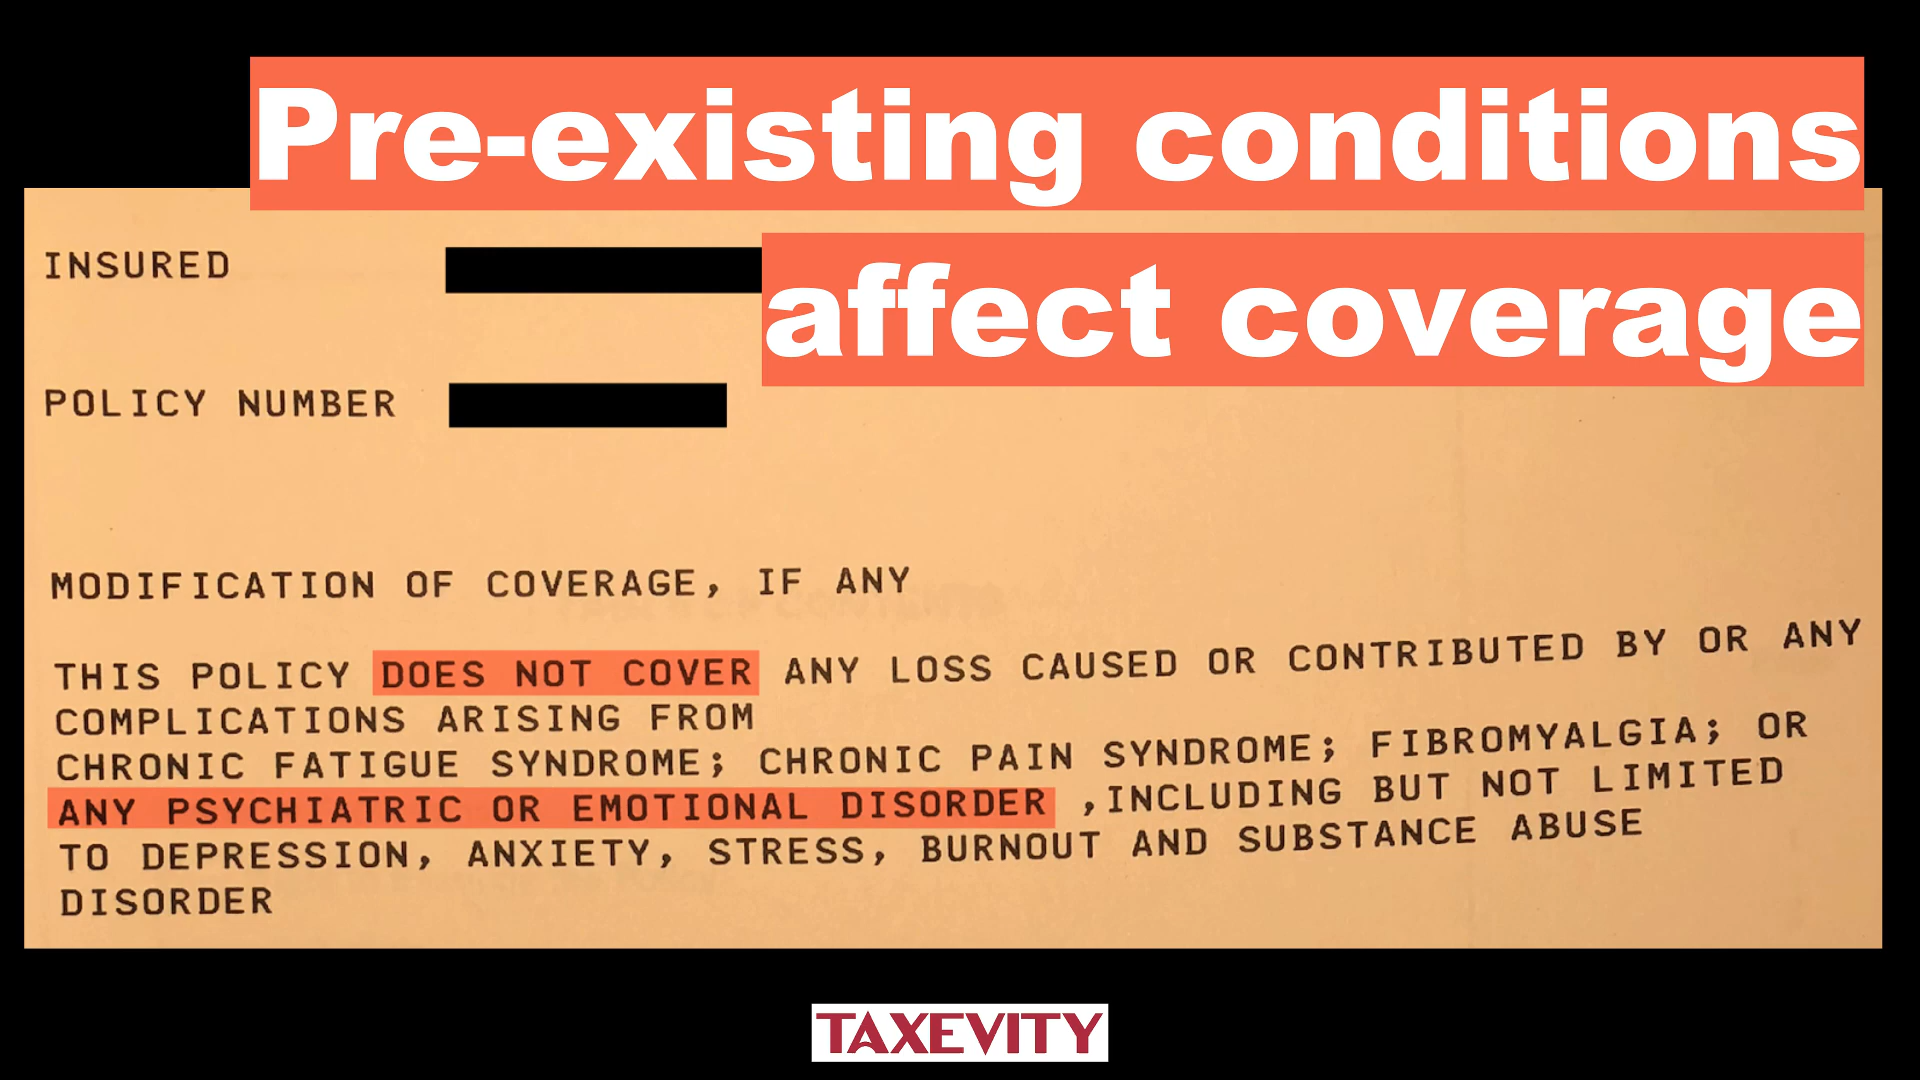 Pre-existing conditions
affect coverage
INSURED
POLICY NUMBER
MODIFICATION OF COVERAGE, IF ANY
THIS POLICY DOES NOT COVER ANY LOSS CAUSED OR CONTRIBUTED BY OR ANY
COMPLICATIONS ARISING FROM
CHRONIC FATIGUE SYNDROME; CHRONIC PAIN SYNDROME; FIBROMYALGIA; OR
ANY PSYCHIATRIC OR EMOTIONAL DISORDER ,INCLUDING BUT NOT LIMITED
TO DEPRESSION, ANXIETY, STRESS, BURNOUT AND SUBSTANCE ABUSE
DISORDER
TAXEVITY